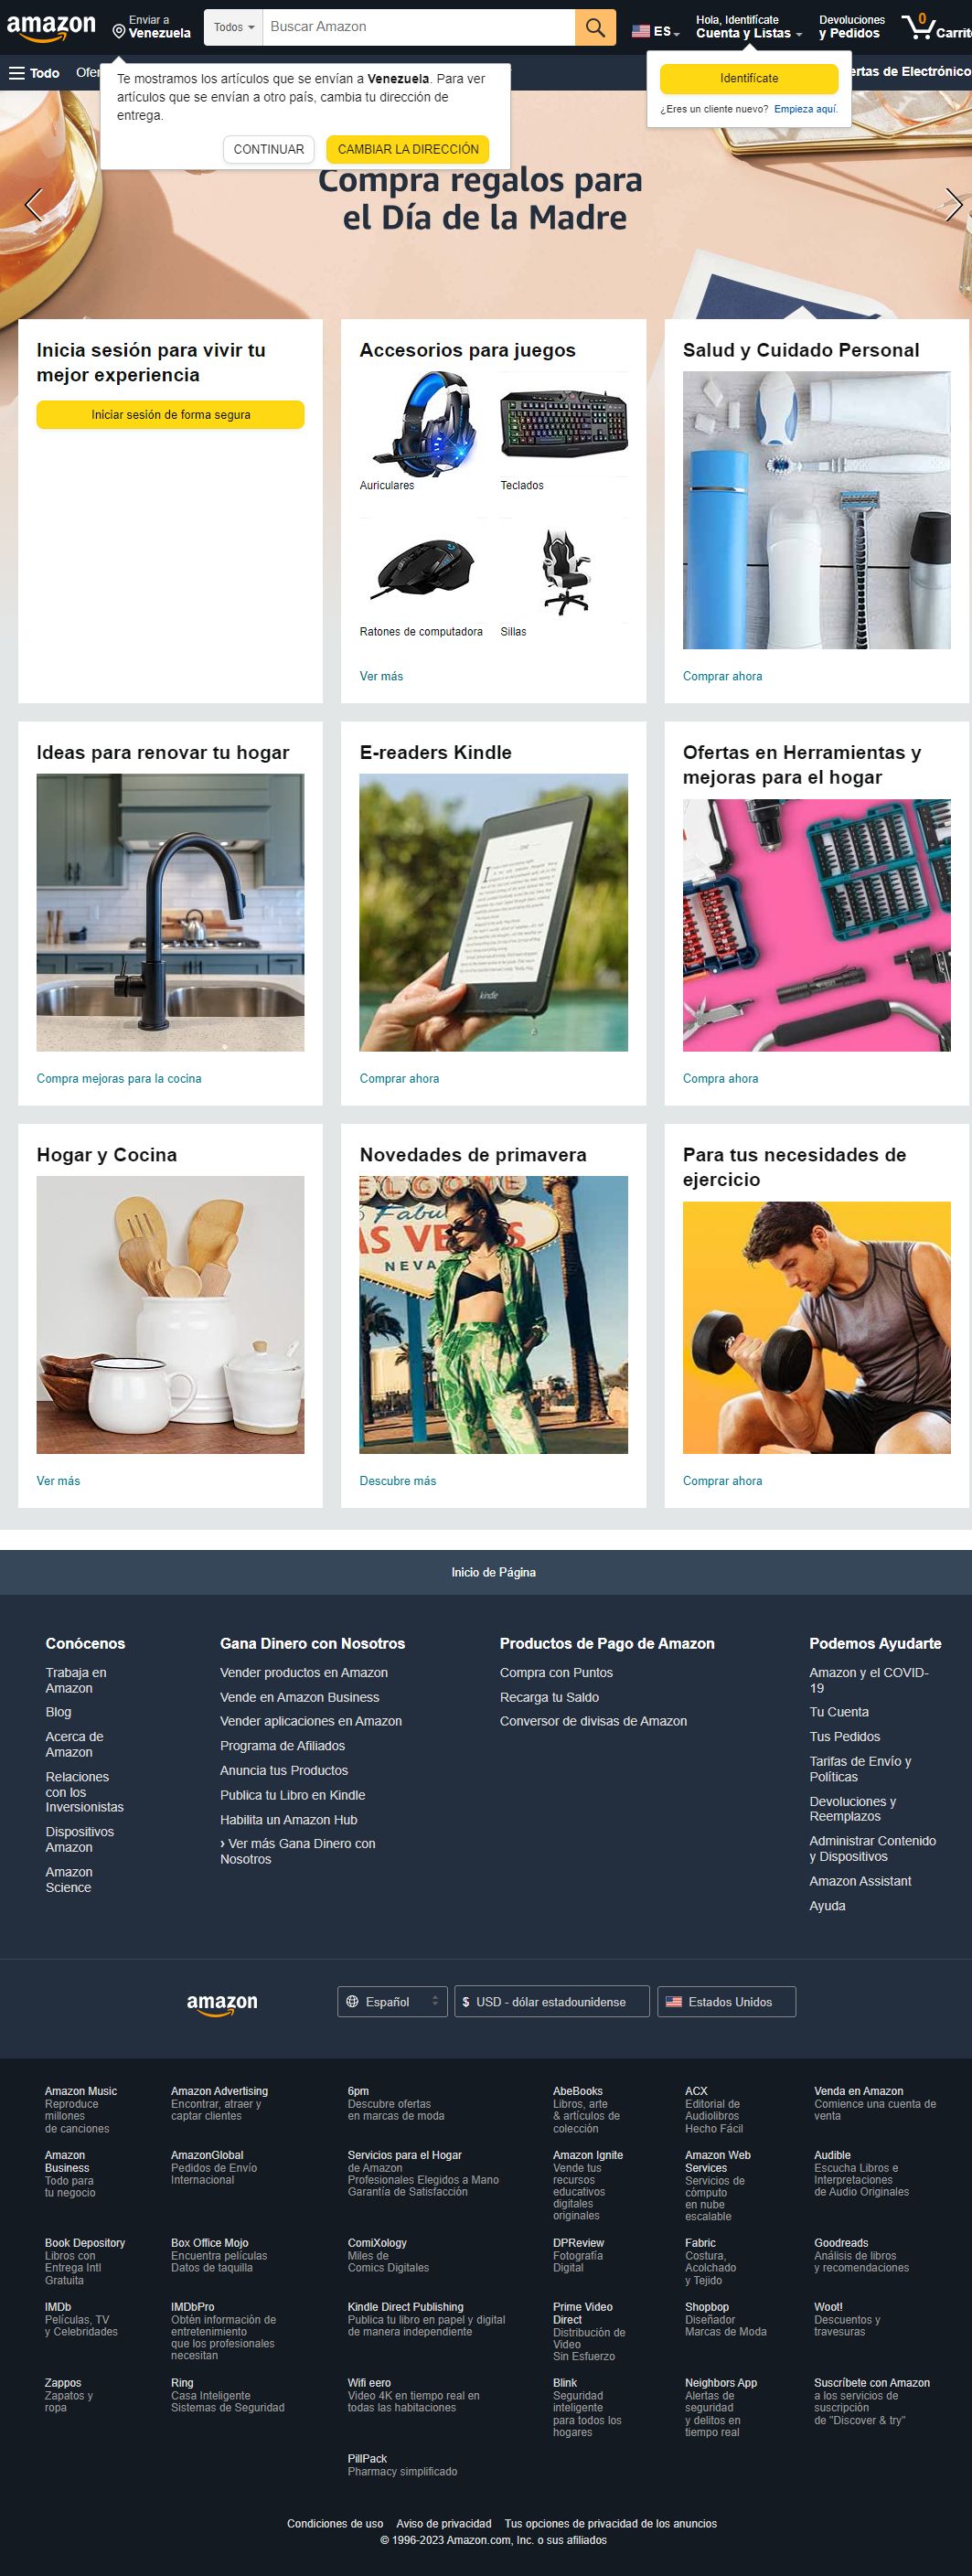 amazon
Enviar a
Venezuela
Todos
Buscar Amazon
ES
Hola, Identifícate
Cuenta y Listas
Devoluciones
y Pedidos
0
Todo
Te mostramos los artículos que se envían a Venezuela. Para ver
artículos que se envían a otro país, cambia tu dirección de
entrega.
CONTINUAR
CAMBIAR LA DIRECCIÓN
Identifícate
¿Eres un cliente nuevo? Empieza aquí.
de Electrónico
Compra regalos para
el Día de la Madre
Inicia sesión para vivir tu
mejor experiencia
Iniciar sesión de forma segura
Accesorios para juegos
Auriculares
Teclados
Ratones de computadora
Sillas
Ver más
Salud y Cuidado Personal
Comprar ahora
Ideas para renovar tu hogar
Compra mejoras para la cocina
E-readers Kindle
kindle
Comprar ahora
Ofertas en Herramientas y
mejoras para el hogar
Compra ahora
Hogar y Cocina
Ver más
Novedades de primavera
WELCOME
Fabul
AS VE
NEVA
Descubre más
Para tus necesidades de
ejercicio
Comprar ahora
Inicio de Página
Conócenos
Trabaja en
Amazon
Blog
Acerca de
Amazon
Relaciones
con los
Inversionistas
Dispositivos
Amazon
Amazon
Science
Gana Dinero con Nosotros
Vender productos en Amazon
Vende en Amazon Business
Vender aplicaciones en Amazon
Programa de Afiliados
Anuncia tus Productos
Publica tu Libro en Kindle
Habilita un Amazon Hub
› Ver más Gana Dinero con
Nosotros
Productos de Pago de Amazon
Compra con Puntos
Recarga tu Saldo
Conversor de divisas de Amazon
Podemos Ayudarte
Amazon y el COVID-
19
Tu Cuenta
Tus Pedidos
Tarifas de Envío y
Políticas
Devoluciones y
Reemplazos
Administrar Contenido
y Dispositivos
Amazon Assistant
Ayuda
amazon
Español
$ USD - dólar estadounidense
Estados Unidos
Amazon Music
Reproduce
millones
de canciones
Amazon Advertising
Encontrar, atraer y
captar clientes
6pm
Descubre ofertas
en marcas de moda
AbeBooks
Libros, arte
& artículos de
colección
ACX
Editorial de
Audiolibros
Hecho Fácil
Venda en Amazon
Comience una cuenta de
venta
Amazon
Business
Todo para
tu negocio
AmazonGlobal
Pedidos de Envío
Internacional
Servicios para el Hogar
de Amazon
Profesionales Elegidos a Mano
Garantía de Satisfacción
Amazon Ignite
Vende tus
recursos
educativos
digitales
originales
Amazon Web
Services
Servicios de
cómputo
en nube
escalable
Audible
Escucha Libros e
Interpretaciones
de Audio Originales
Book Depository
Libros con
Entrega Intl
Gratuita
Box Office Mojo
Encuentra películas
Datos de taquilla
ComiXology
Miles de
Comics Digitales
DPReview
Fotografía
Digital
Fabric
Costura,
Acolchado
y Tejido
Goodreads
Análisis de libros
y recomendaciones
IMDb
Películas, TV
y Celebridades
IMDbPro
Obtén información de
entretenimiento
que los profesionales
necesitan
Kindle Direct Publishing
Publica tu libro en papel y digital
de manera independiente
Prime Video
Direct
Distribución de
Video
Sin Esfuerzo
Shopbop
Diseñador
Marcas de Moda
Woot!
Descuentos y
travesuras
Zappos
Zapatos y
ropa
Ring
Casa Inteligente
Sistemas de Seguridad
Wifi eero
Video 4K en tiempo real en
todas las habitaciones
Blink
Seguridad
inteligente
para todos los
hogares
Neighbors App
Alertas de
seguridad
y delitos en
tiempo real
Suscríbete con Amazon
a los servicios de
suscripción
de "Discover & try"
PillPack
Pharmacy simplificado
Condiciones de uso Aviso de privacidad Tus opciones de privacidad de los anuncios
© 1996-2023 Amazon.com, Inc. o sus afiliados